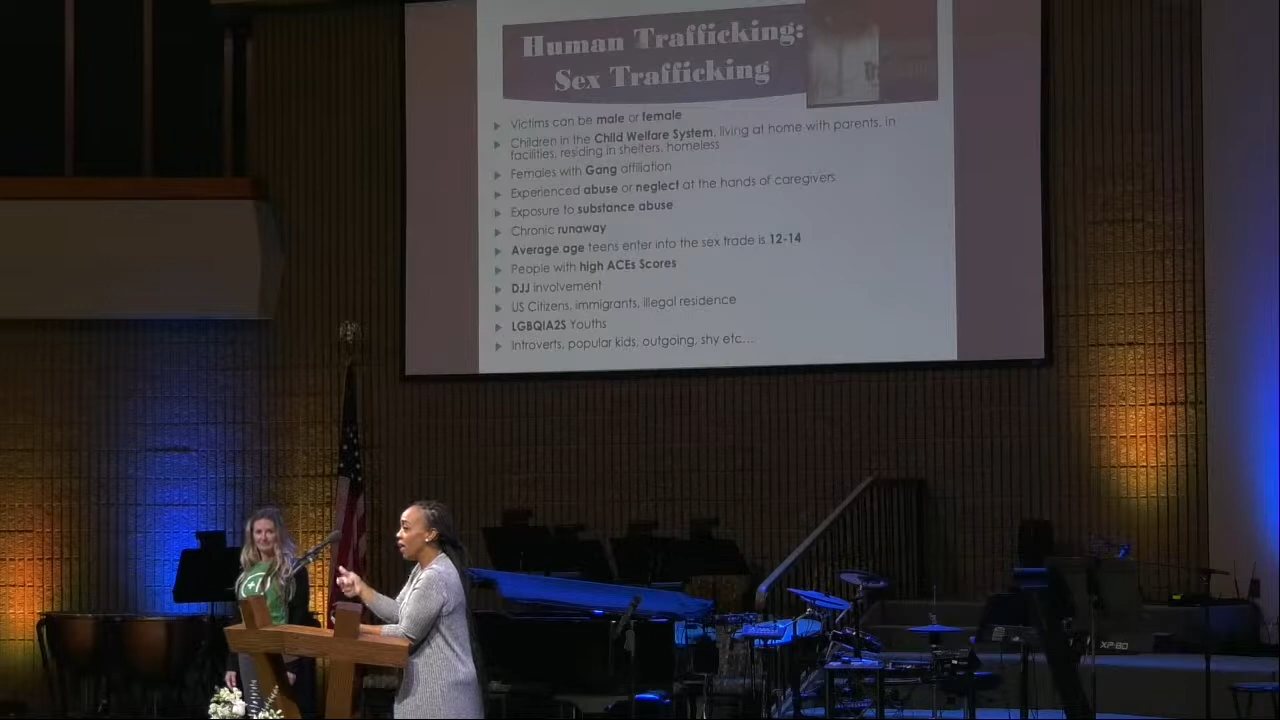 Human Trafficking:
Sex Trafficking
Victims can be male or female
Children in the Child Welfare System, living at home with parents, in
facilities, residing in shelters, homeless
Females with Gang affiliation
Experienced abuse or neglect at the hands of caregivers
Exposure to substance abuse
Chronic runaway
Average age teens enter into the sex trade is 12-14
People with high ACEs Scores
DJJ involvement
US Citizens, immigrants, illegal residence
LGBQIA2S Youths
Introverts, popular kids, outgoing, shy etc…
XP-80